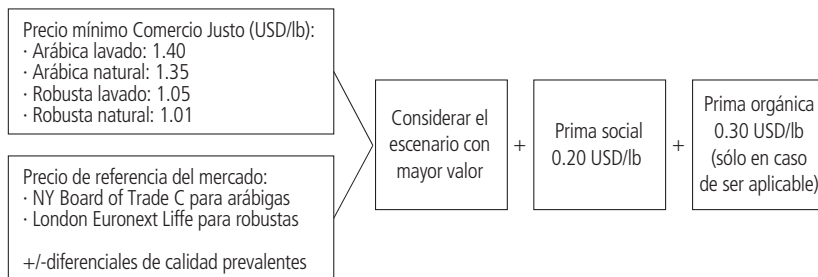 Precio mínimo Comercio Justo (USD/lb):
· Arábica lavado: 1.40
· Arábica natural: 1.35
· Robusta lavado: 1.05
· Robusta natural: 1.01
Precio de referencia del mercado:
· NY Board of Trade C para arábigas
· London Euronext Liffe para robustas
+/-diferenciales de calidad prevalentes
Considerar el
escenario con
mayor valor
+
Prima social
0.20 USD/lb
+
Prima orgánica
0.30 USD/lb
(sólo en caso
de ser aplicable)